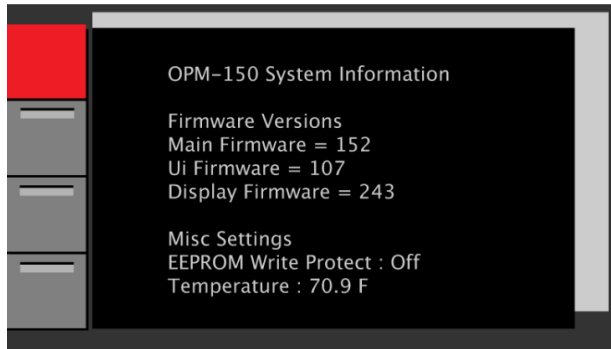 OPM-150 System Information
Firmware Versions
Main Firmware = 152
Ui Firmware = 107
Display Firmware = 243
Misc Settings
EEPROM Write Protect : Off
Temperature : 70.9 F